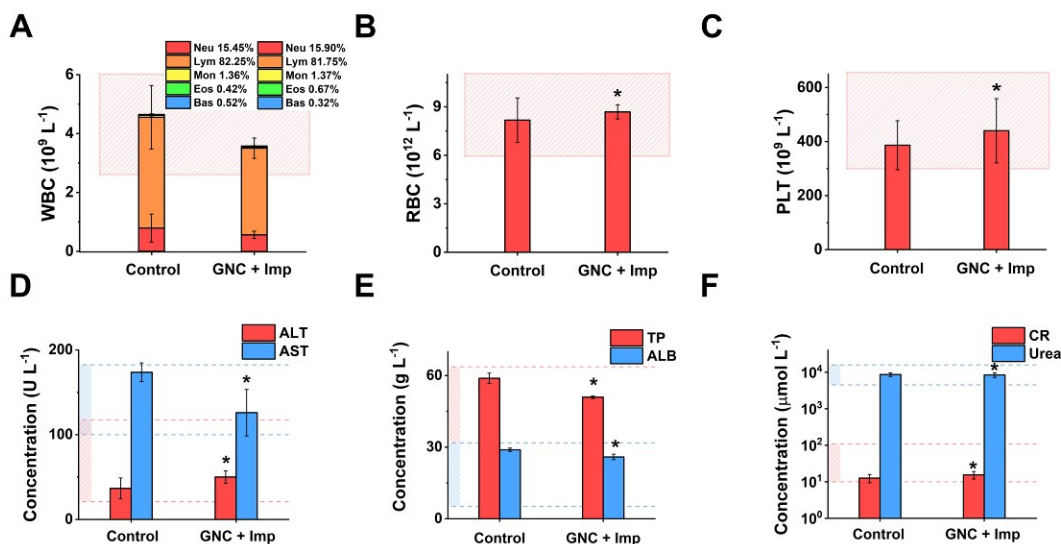 A
Neu 15.45% Neu 15.90%
Lym 82.25% Lym 81.75%
Mon 1.36% Mon 1.37%
Eos 0.42% Eos 0.67%
Bas 0.52% Bas 0.32%
WBC (10⁹ L⁻¹)
6
4
2
0
Control GNC + Imp
B
RBC (10¹² L⁻¹)
9
6
3
0
*
Control GNC + Imp
C
PLT (10⁹ L⁻¹)
600
400
200
0
*
Control GNC + Imp
D
ALT
AST
Concentration (U L⁻¹)
200
100
0
*
*
Control GNC + Imp
E
TP
ALB
Concentration (g L⁻¹)
60
30
0
*
*
Control GNC + Imp
F
CR
Urea
Concentration (μmol L⁻¹)
10⁴
10³
10²
10¹
10⁰
*
*
Control GNC + Imp